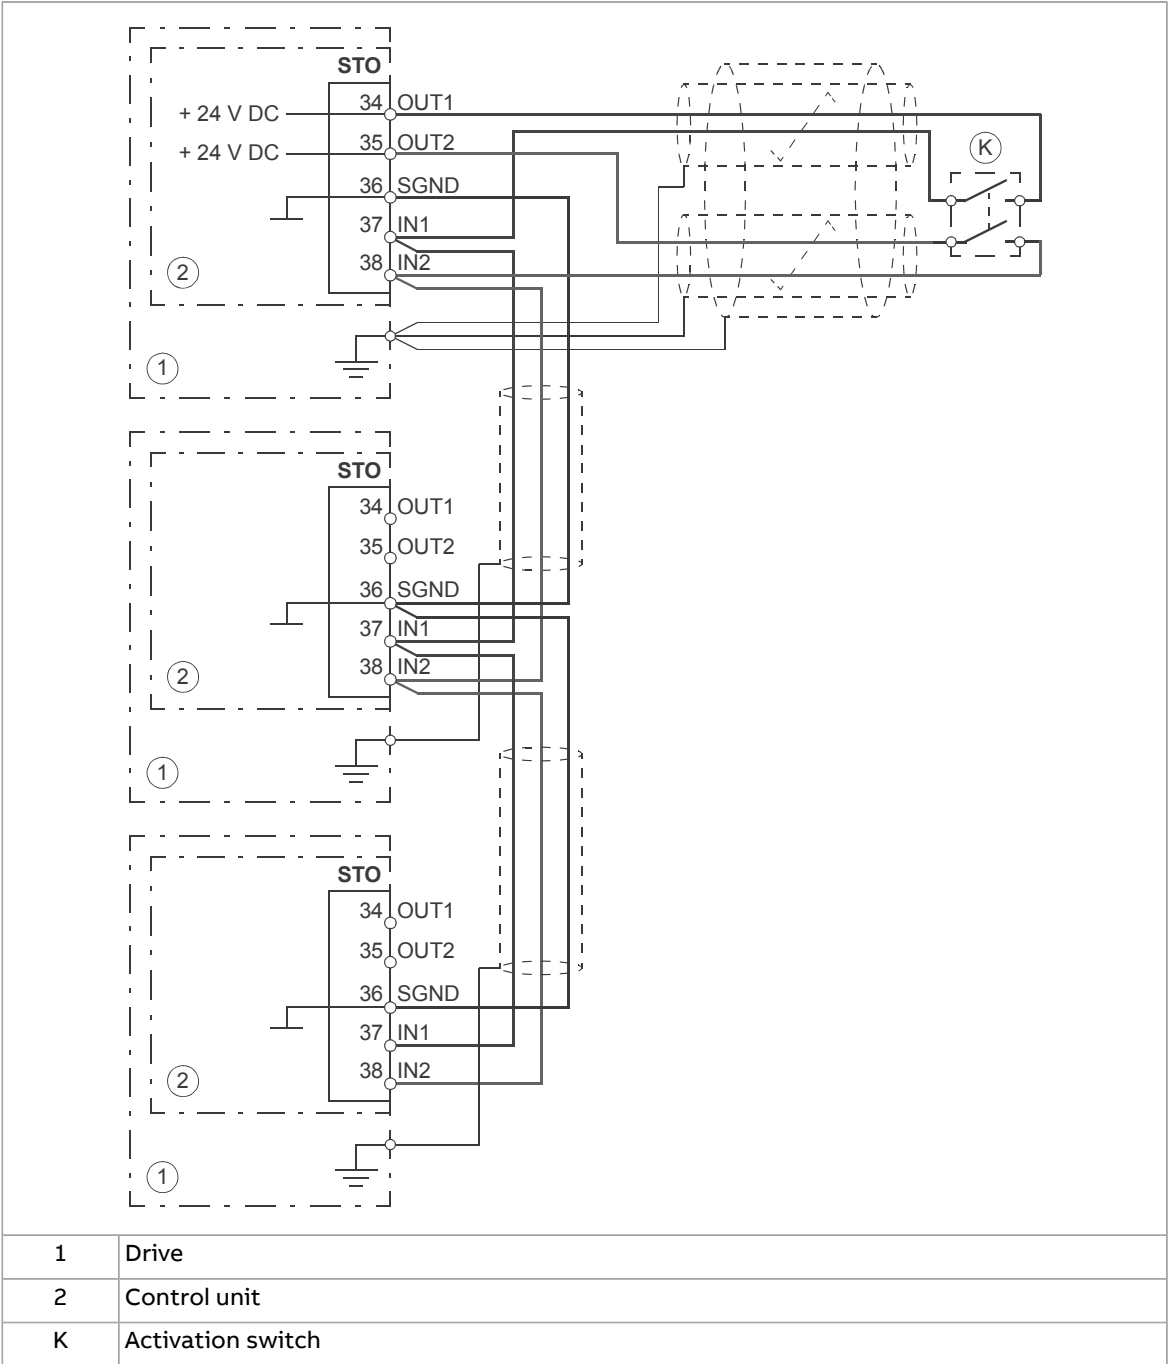 STO
+ 24 V DC 34 OUT1
+ 24 V DC 35 OUT2
36 SGND
37 IN1
38 IN2
2
1
K
STO
34 OUT1
35 OUT2
36 SGND
37 IN1
38 IN2
2
1
STO
34 OUT1
35 OUT2
36 SGND
37 IN1
38 IN2
2
1
1 Drive
2 Control unit
K Activation switch